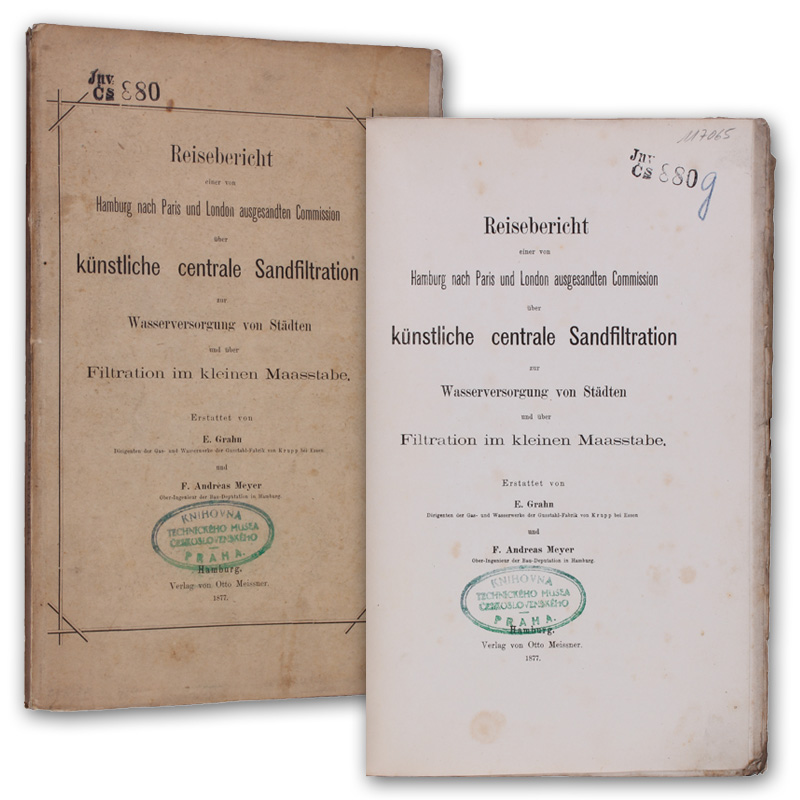 Jnv
Cs 880
Reisebericht
einer von
Hamburg nach Paris und London ausgesandten Commission
über
künstliche centrale Sandfiltration
zur
Wasserversorgung von Städten
und über
Filtration im kleinen Maasstabe.
Erstattet von
E. Grahn
Dirigenten der Gas- und Wasserwerke der Gussstahl-Fabrik von Krupp bei Essen
und
F. Andreas Meyer
Ober-Ingenieur der Bau-Deputation in Hamburg.
KNIHOVNA
TECHNICKÉHO MUSEA
ČESKOSLOVENSKÉHO
PRAHA.
Hamburg.
Verlag von Otto Meissner.
1877.
117065
Jnv
Cs 880 g
Reisebericht
einer von
Hamburg nach Paris und London ausgesandten Commission
über
künstliche centrale Sandfiltration
zur
Wasserversorgung von Städten
und über
Filtration im kleinen Maasstabe.
Erstattet von
E. Grahn
Dirigenten der Gas- und Wasserwerke der Gussstahl-Fabrik von Krupp bei Essen
und
F. Andreas Meyer
Ober-Ingenieur der Bau-Deputation in Hamburg.
KNIHOVNA
TECHNICKÉHO MUSEA
ČESKOSLOVENSKÉHO
PRAHA.
Hamburg.
Verlag von Otto Meissner.
1877.